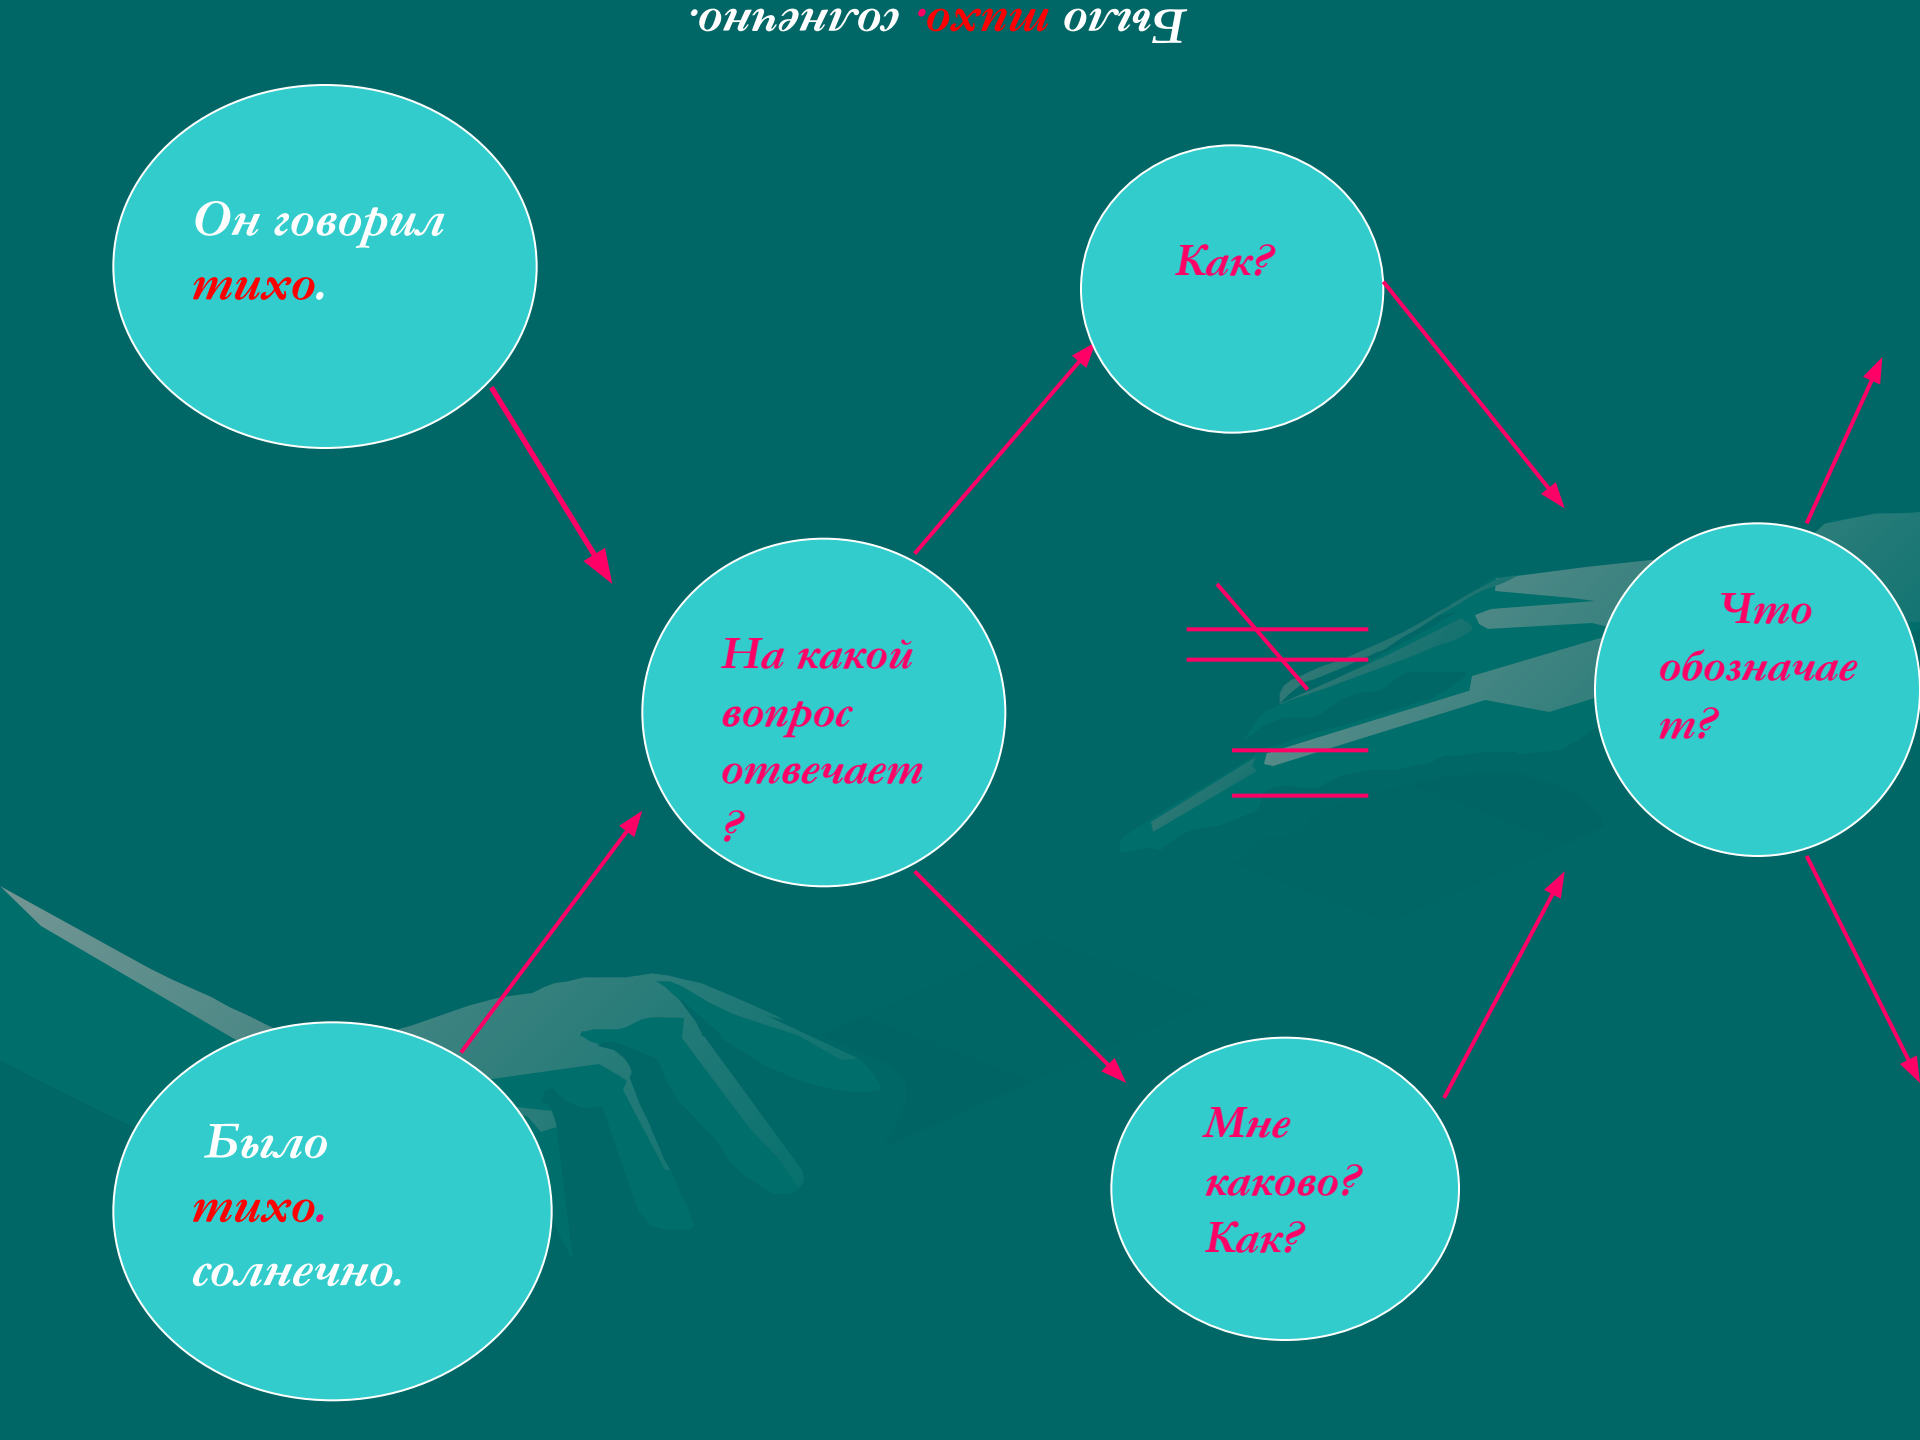 Было тихо. солнечно.
Он говорил
тихо.
Как?
Что
обозначае
т?
На какой
вопрос
отвечает
?
Было
тихо.
солнечно.
Мне
каково?
Как?